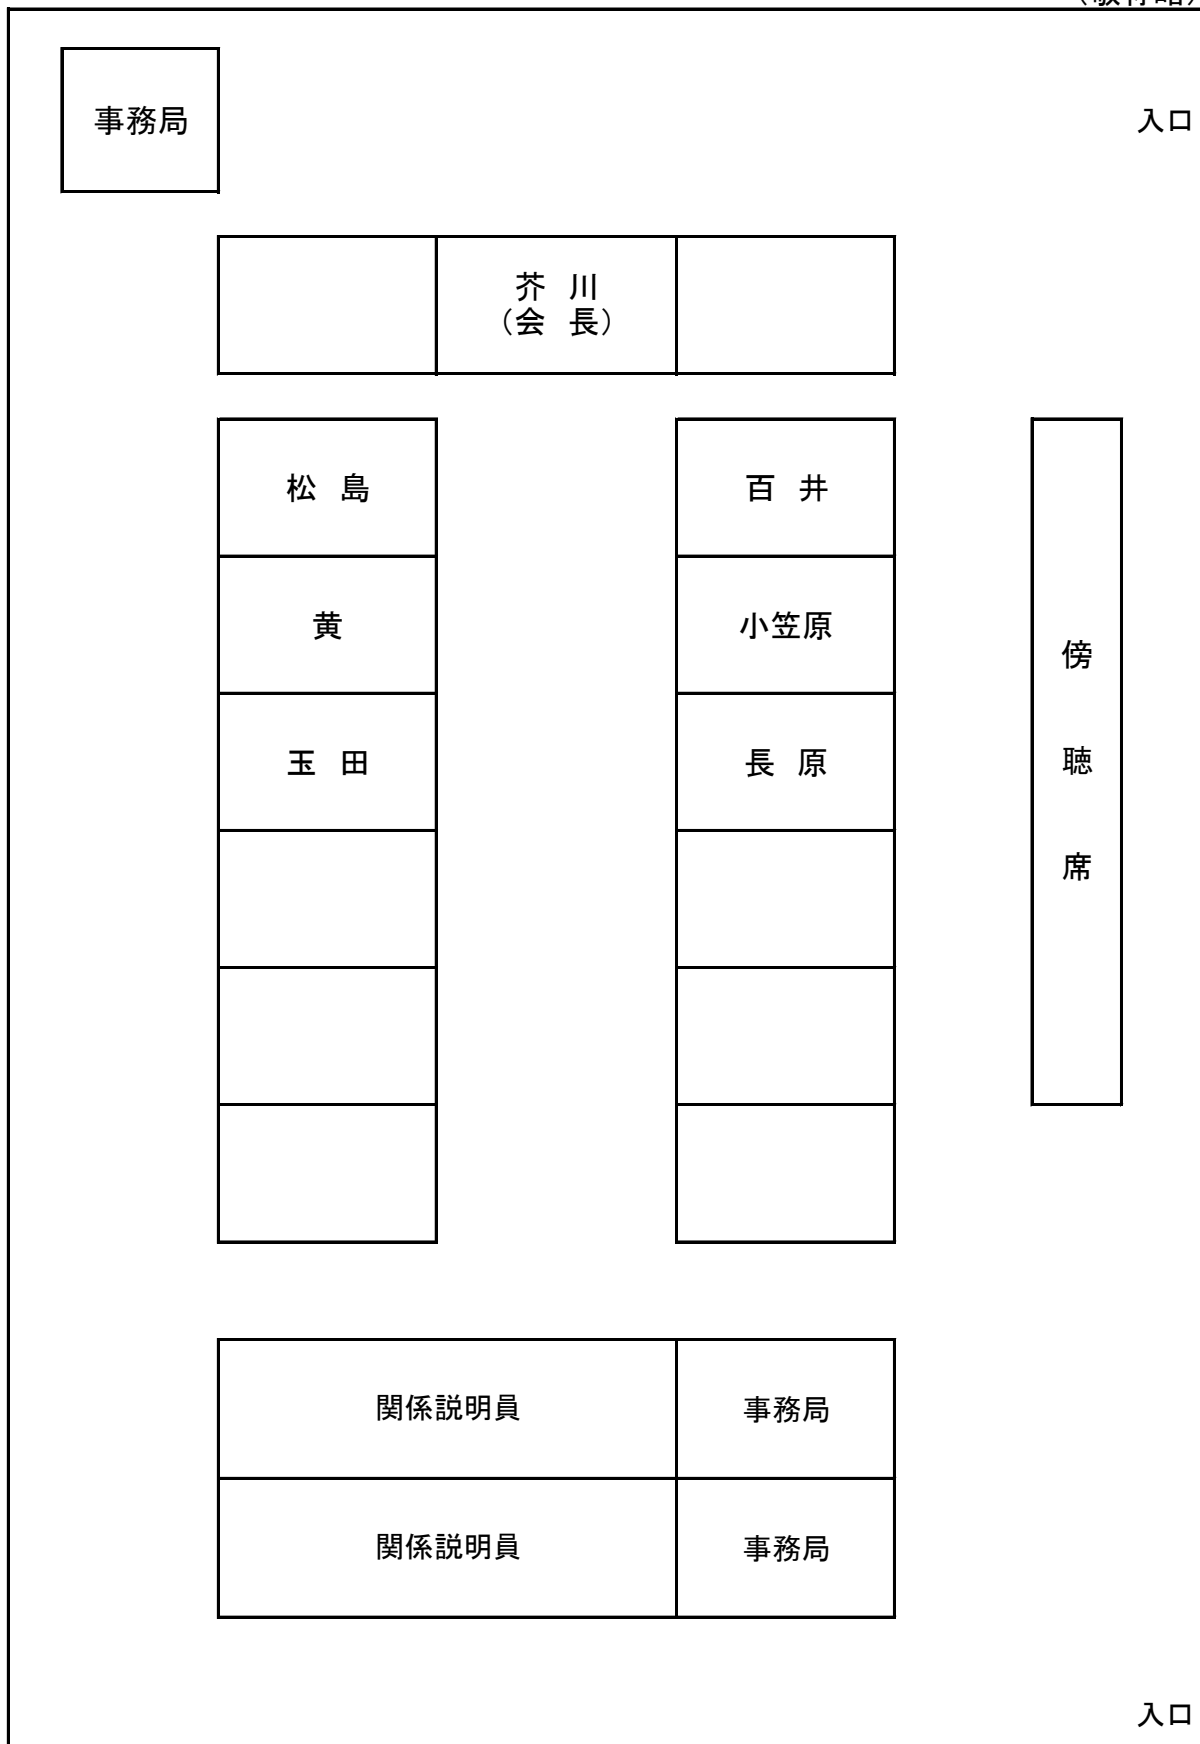 事務局
入口
芥 川
（会 長）
松 島
百 井
黄
小笠原
玉 田
長 原
傍
聴
席
関係説明員
事務局
関係説明員
事務局
入口